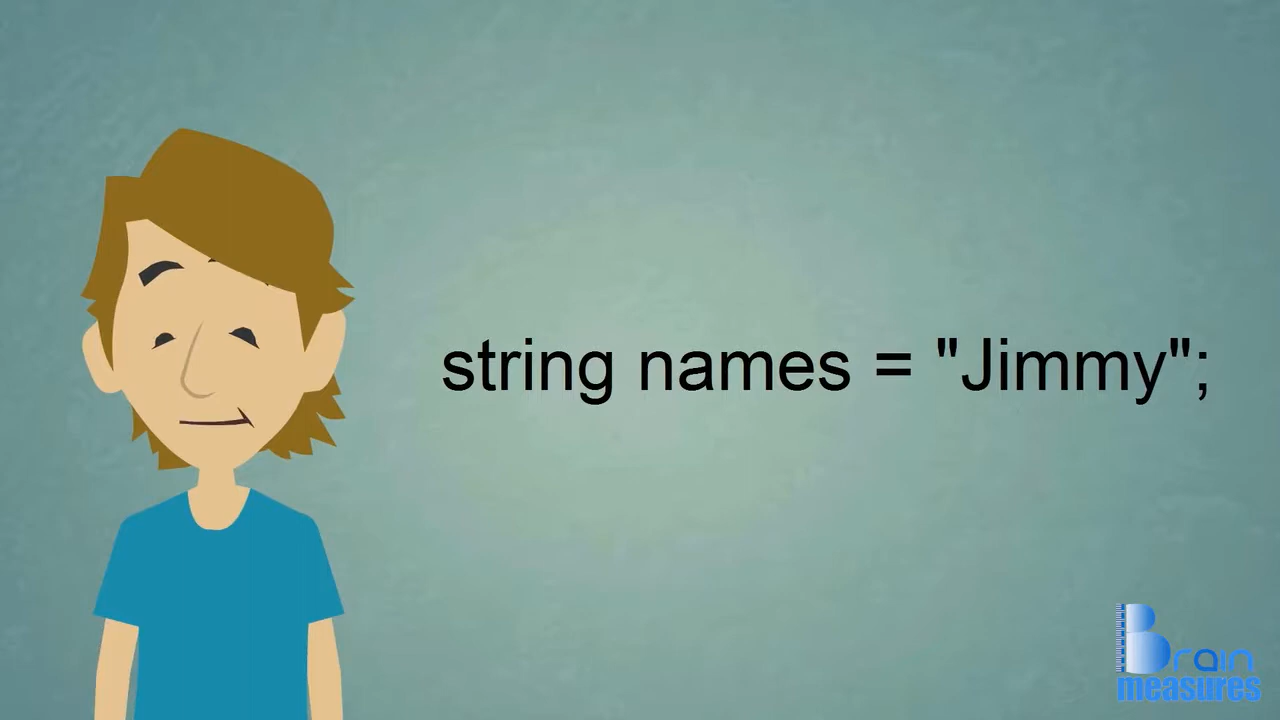 string names = "Jimmy";
Brain
measures